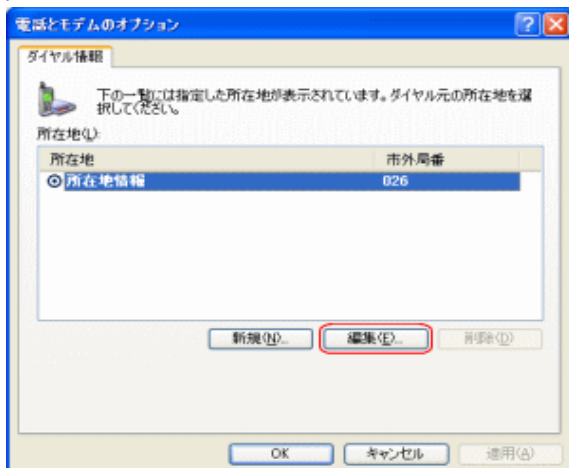 電話とモデムのオプション
ダイヤル情報
下の一覧には指定した所在地が表示されています。ダイヤル元の所在地を選
択してください。
所在地(L):
所在地 市外局番
所在地情報 026
新規(N)... 編集(E)... 削除(D)
OK キャンセル 適用(A)